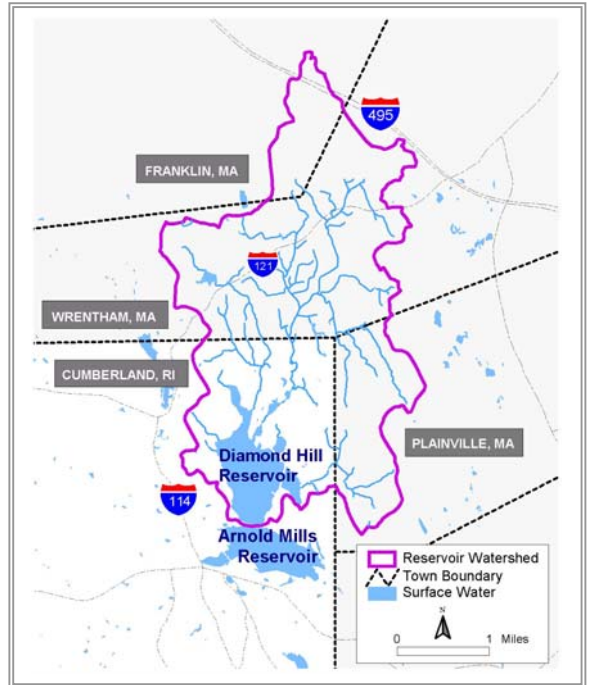 495
FRANKLIN, MA
121
WRENTHAM, MA
CUMBERLAND, RI
PLAINVILLE, MA
Diamond Hill
Reservoir
114
Arnold Mills
Reservoir
Reservoir Watershed
Town Boundary
Surface Water
N
0 1 Miles